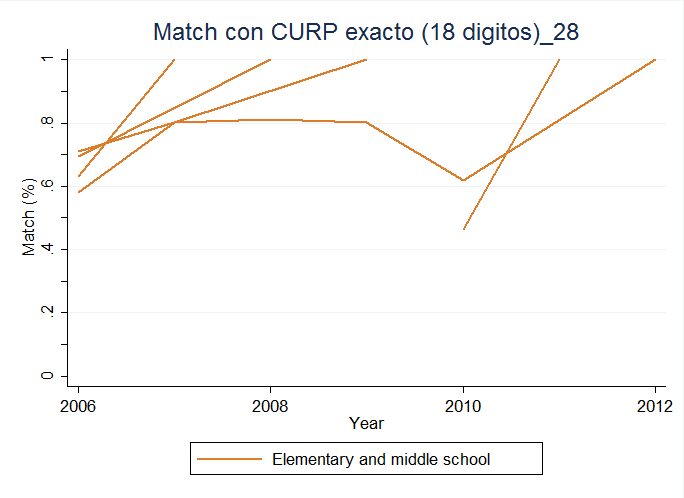 Match con CURP exacto (18 digitos)_28
Match (%)
1
.8
.6
.4
.2
0
2006 2008 2010 2012
Year
Elementary and middle school